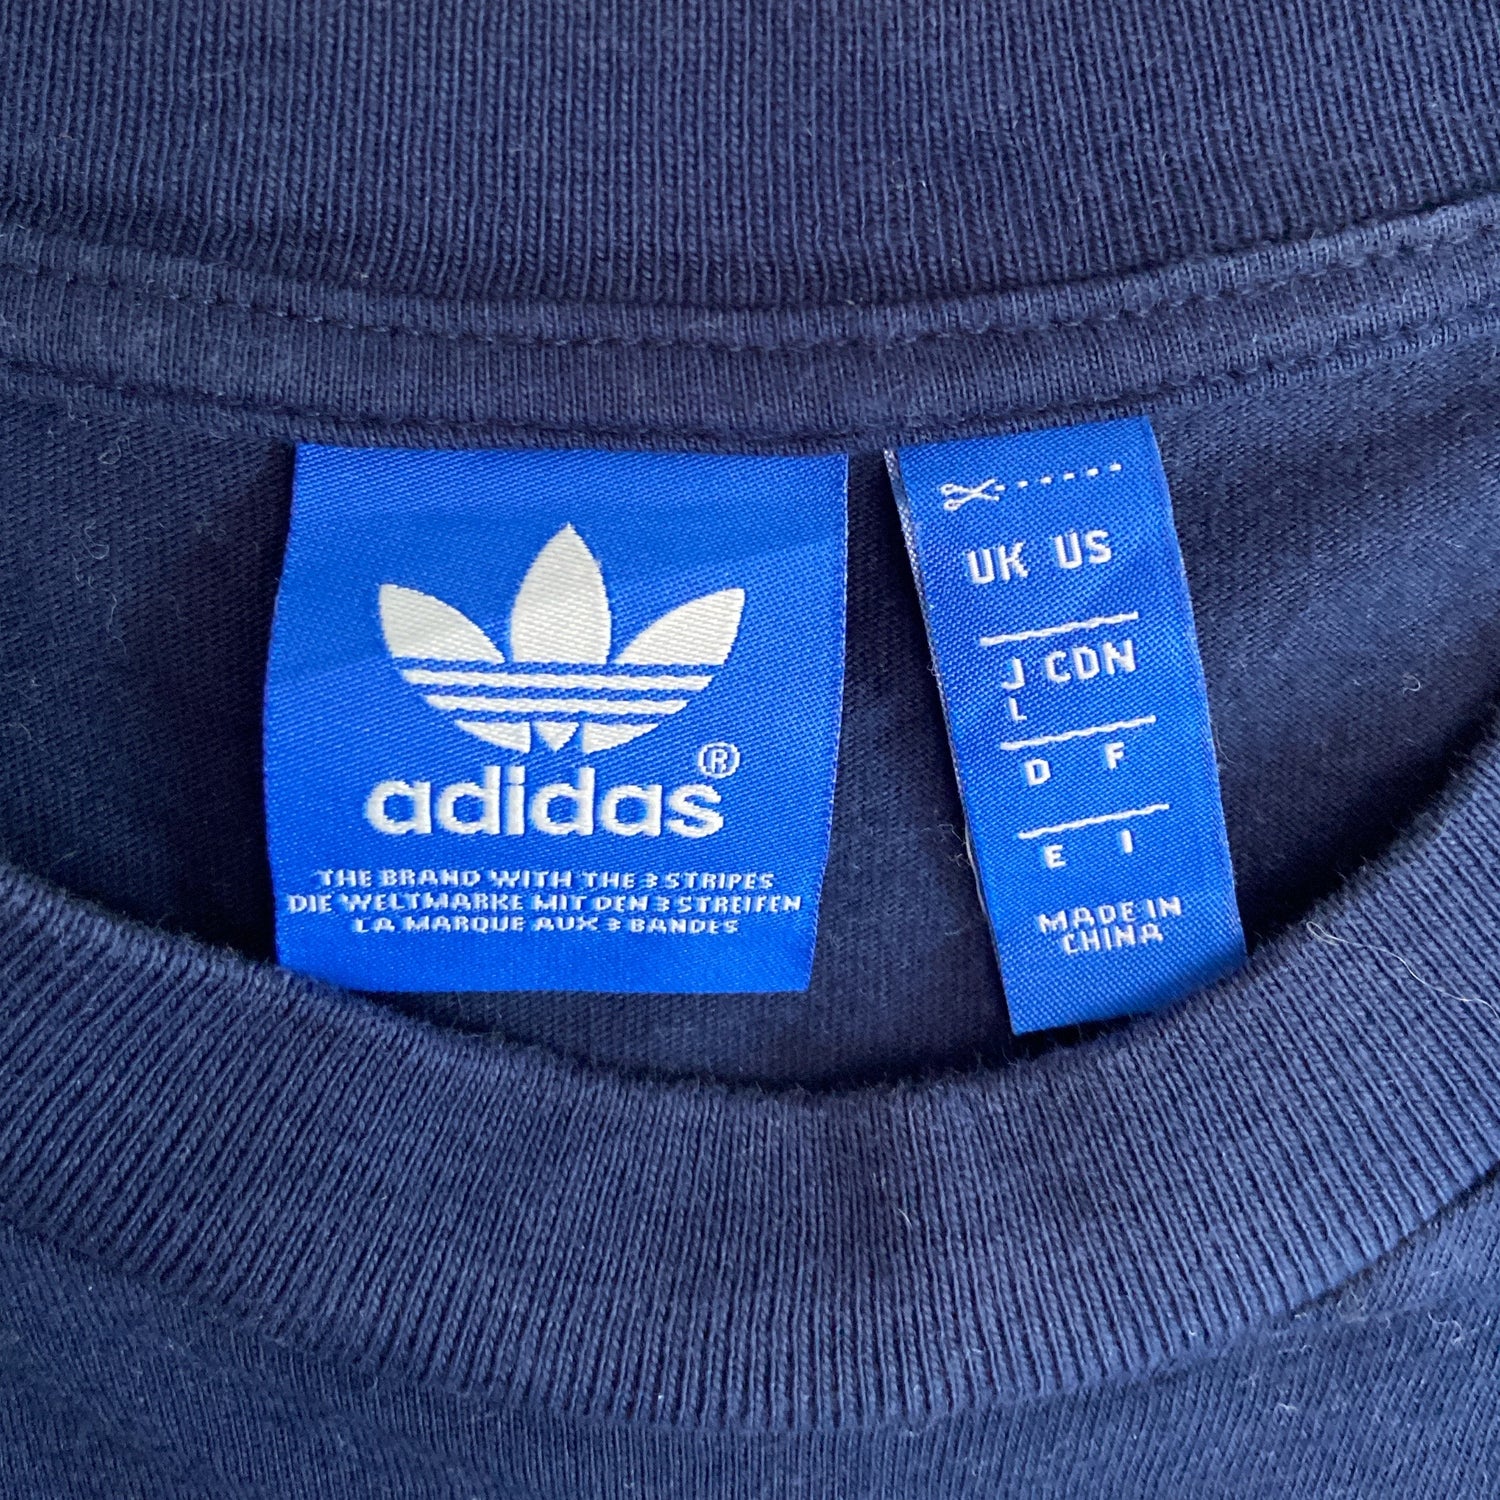 adidas®
THE BRAND WITH THE 3 STRIPES
DIE WELTMARKE MIT DEN 3 STREIFEN
LA MARQUE AUX 3 BANDES
UK US
J CDN
L
D F
E I
MADE IN
CHINA